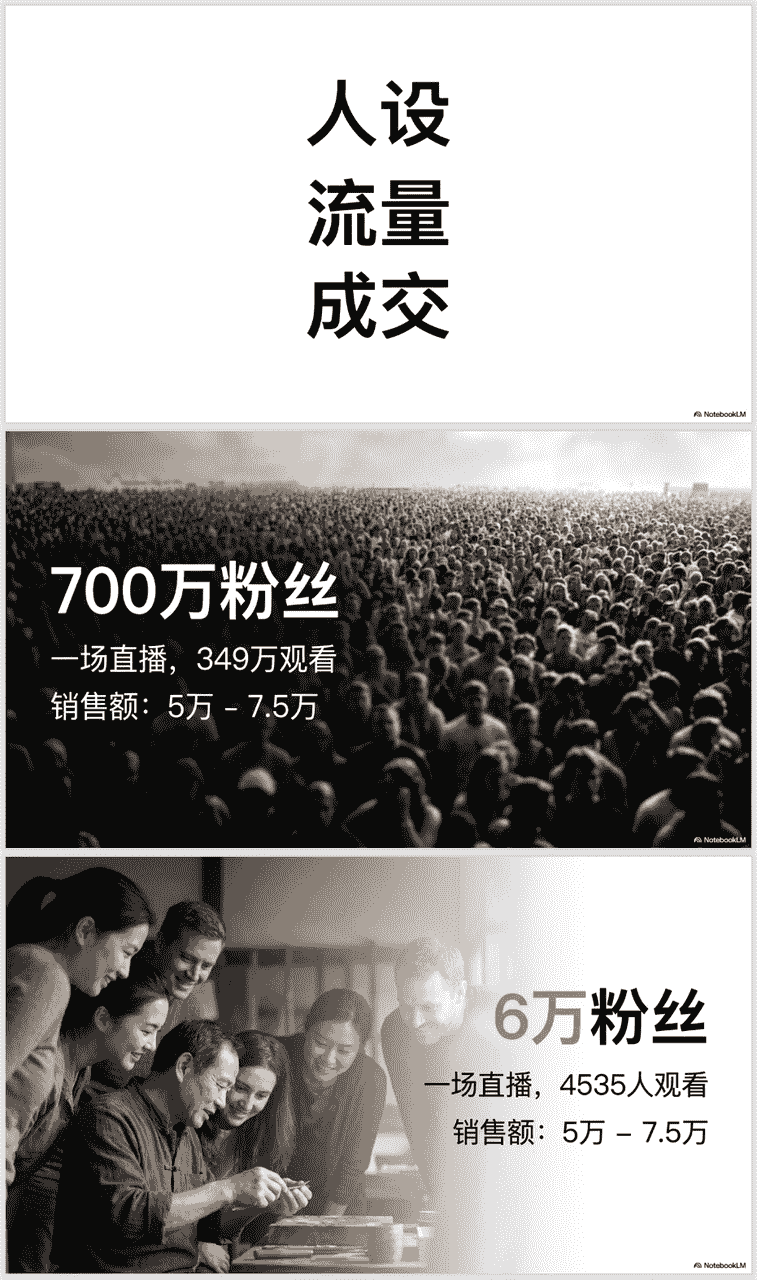 人设
流量
成交
NotebookLM
700万粉丝
一场直播，349万观看
销售额：5万 – 7.5万
NotebookLM
6万粉丝
一场直播，4535人观看
销售额：5万 – 7.5万
NotebookLM